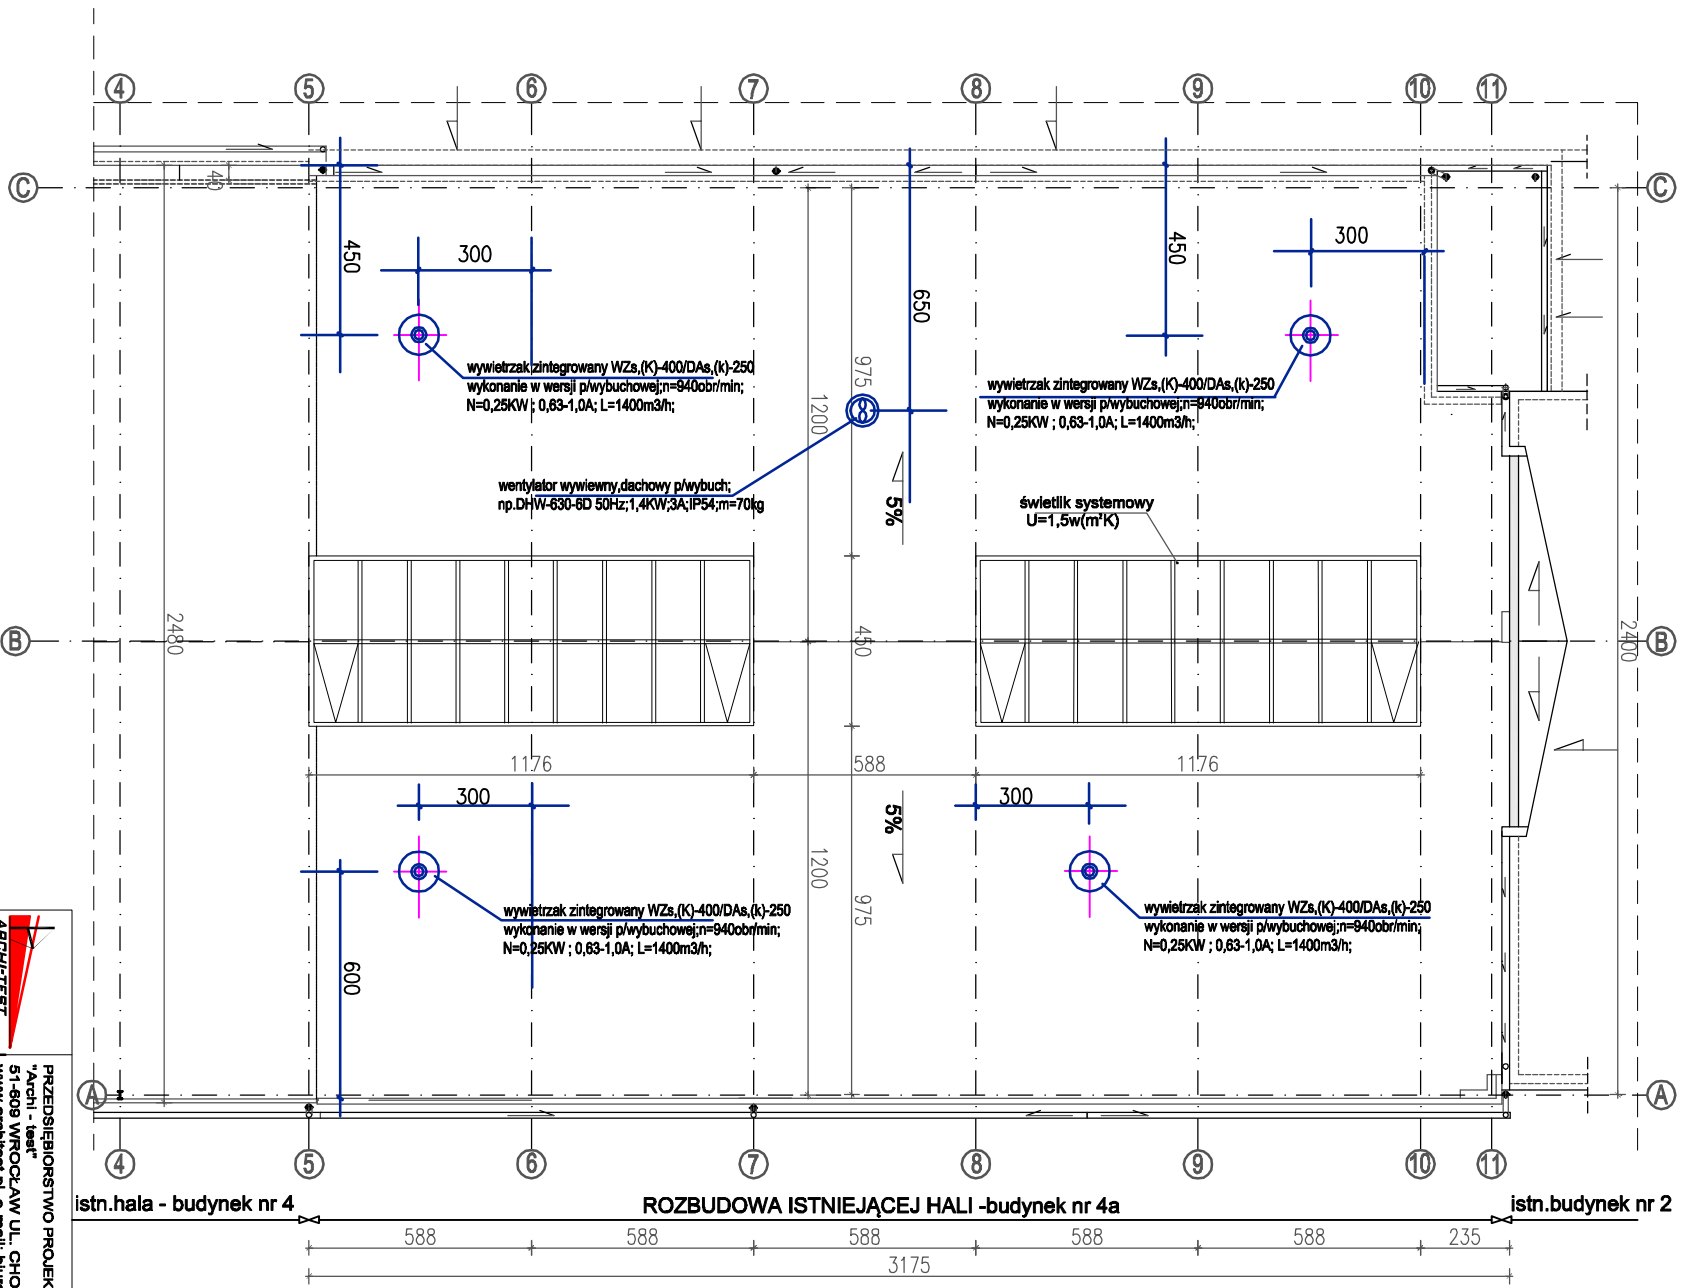 4 5 6 7 8 9 10 11
C C
40
450 300 650 450 300
wywietrzak zintegrowany WZs,(K)-400/DAs,(k)-250
wykonanie w wersji p/wybuchowej;n=940obr/min;
N=0,25KW ; 0,63-1,0A; L=1400m3/h;
975
1200
wywietrzak zintegrowany WZs,(K)-400/DAs,(k)-250
wykonanie w wersji p/wybuchowej;n=940obr/min;
N=0,25KW ; 0,63-1,0A; L=1400m3/h;
wentylator wywiewny,dachowy p/wybuch;
np.DHW-630-6D 50Hz;1,4KW;3A;IP54;m=70kg
5%
świetlik systemowy
U=1,5w(m²K)
2480 450 2400
B B
1176 588 1176
300 300
5%
1200
975
wywietrzak zintegrowany WZs,(K)-400/DAs,(k)-250
wykonanie w wersji p/wybuchowej;n=940obr/min;
N=0,25KW ; 0,63-1,0A; L=1400m3/h;
wywietrzak zintegrowany WZs,(K)-400/DAs,(k)-250
wykonanie w wersji p/wybuchowej;n=940obr/min;
N=0,25KW ; 0,63-1,0A; L=1400m3/h;
600
A A
4 5 6 7 8 9 10 11
istn.hala - budynek nr 4
ROZBUDOWA ISTNIEJĄCEJ HALI -budynek nr 4a
istn.budynek nr 2
588 588 588 588 588 235
3175
ARCHI-TEST
PRZEDSIĘBIORSTWO PROJEK
"Archi - test"
51-609 WROCŁAW UL. CHO